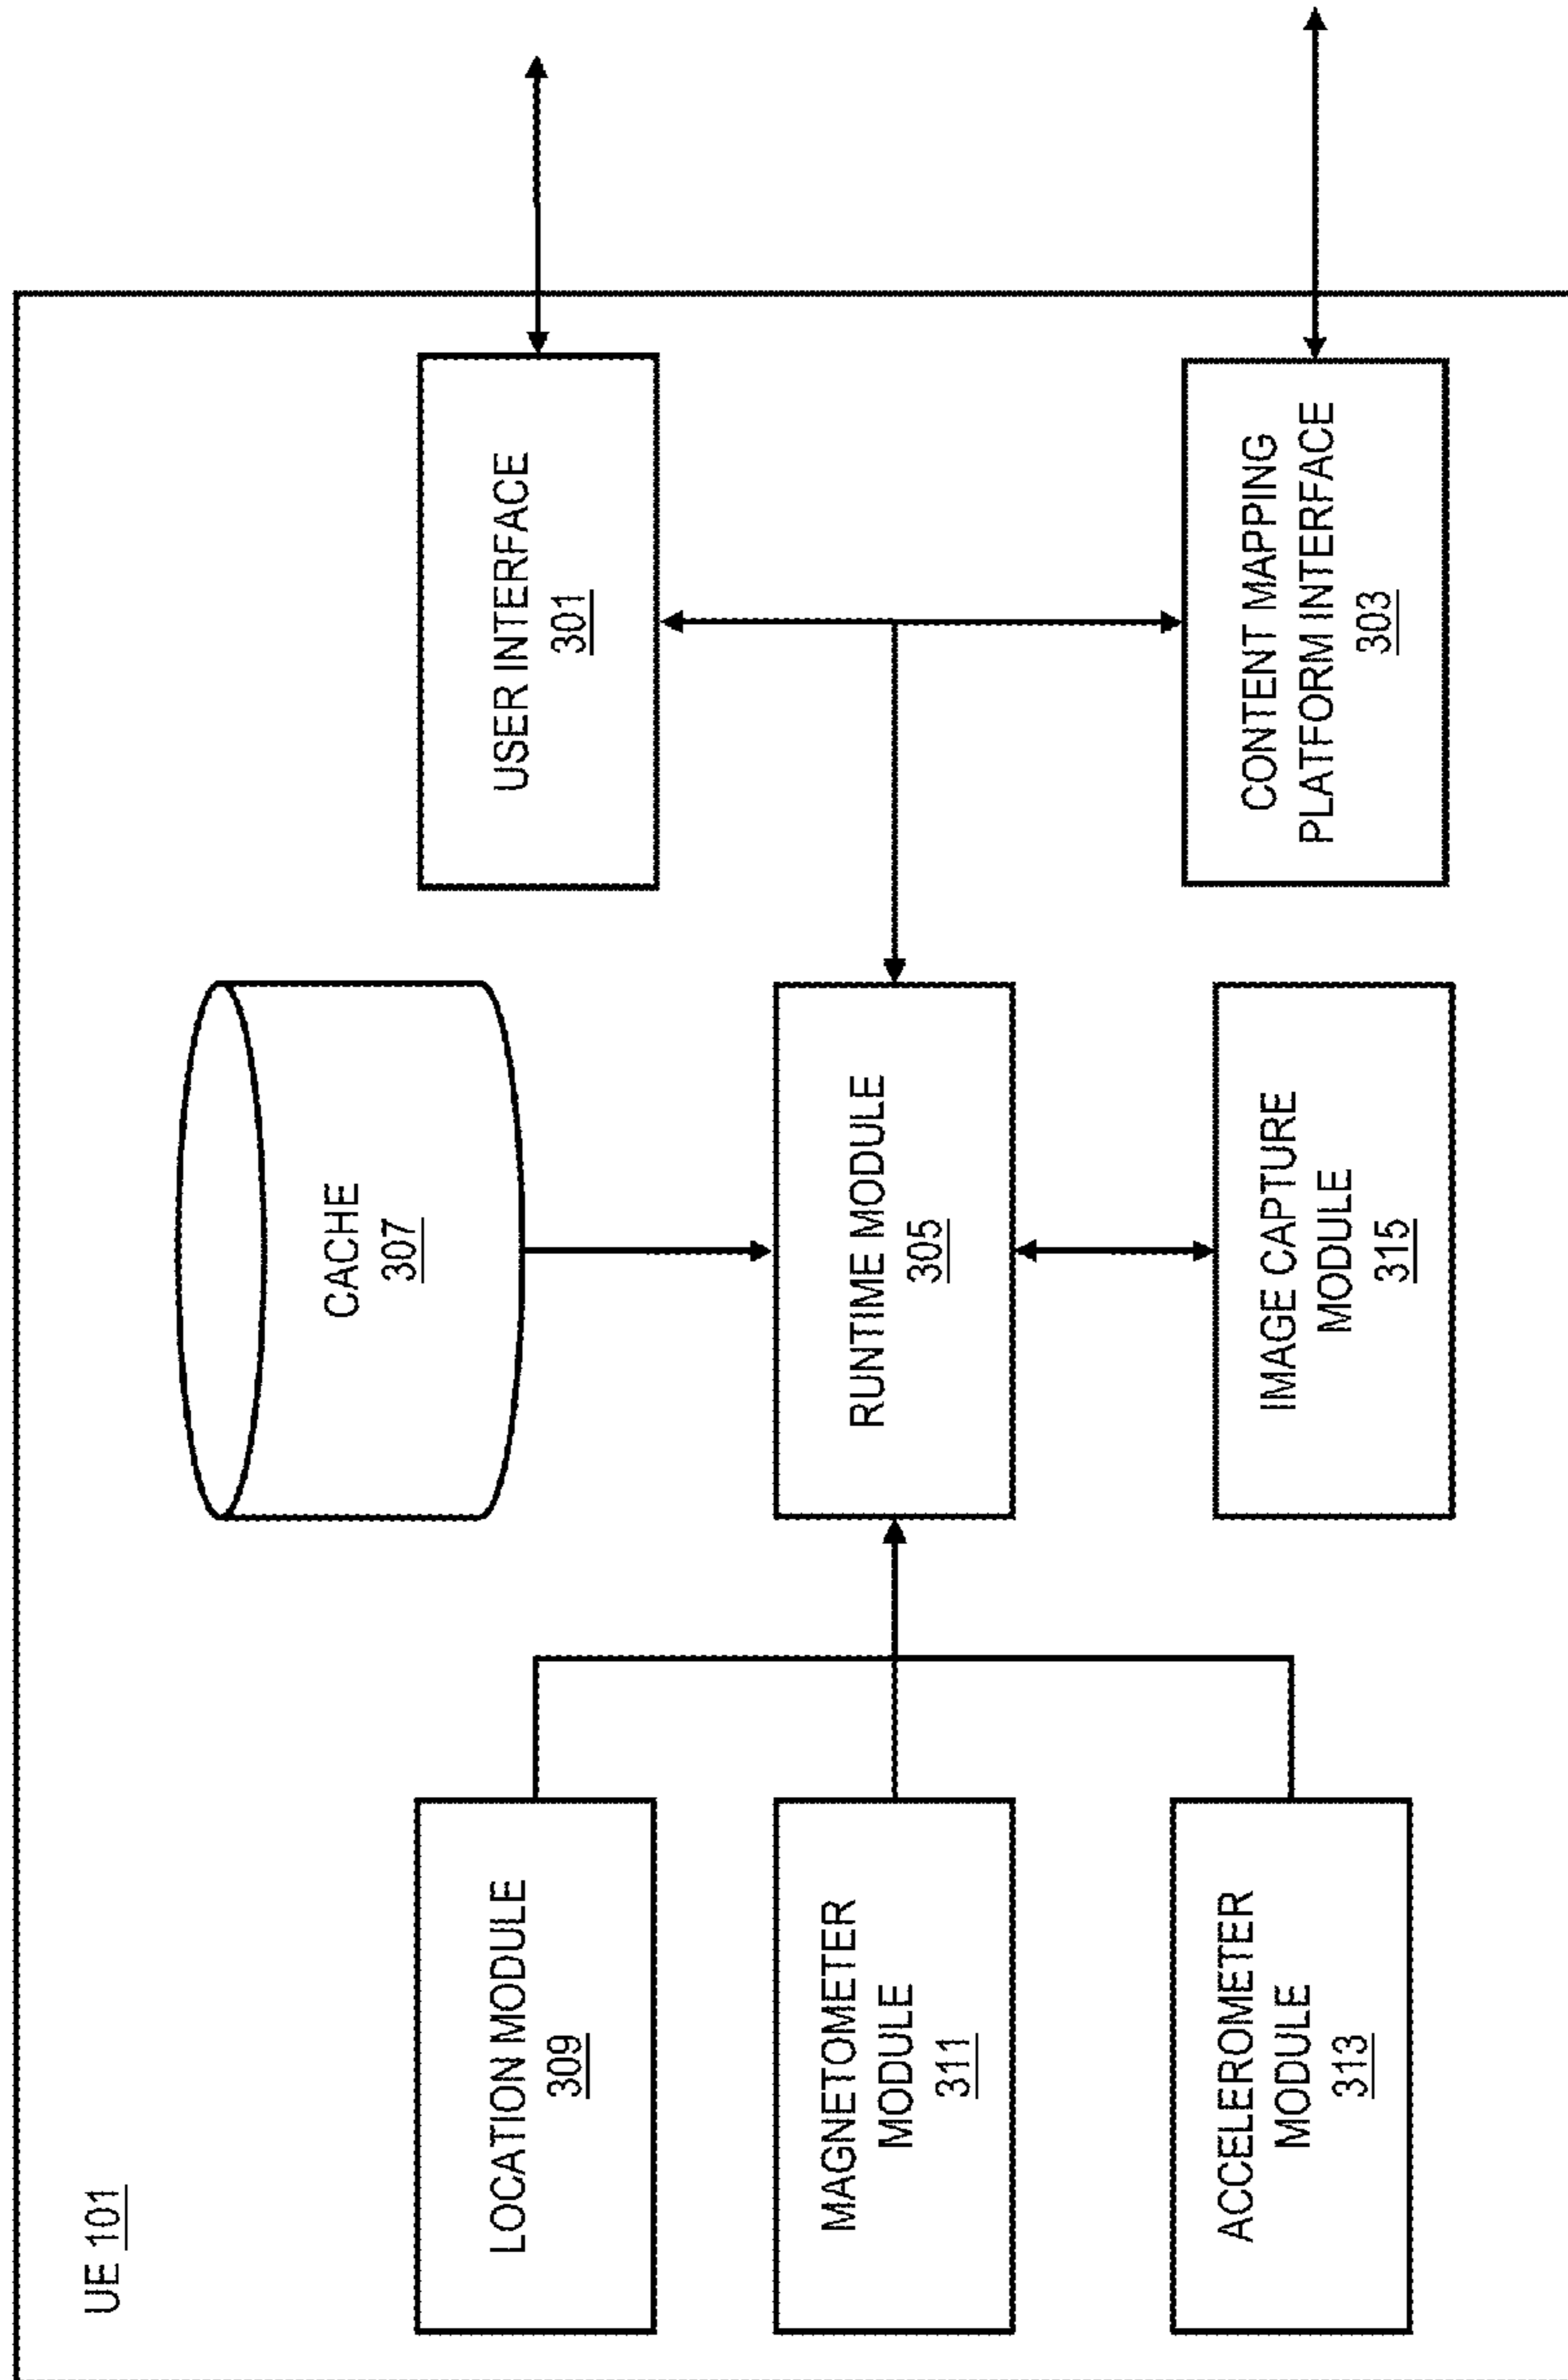 UE 101
LOCATION MODULE
309
MAGNETOMETER
MODULE
311
ACCELEROMETER
MODULE
313
CACHE
307
RUNTIME MODULE
305
IMAGE CAPTURE
MODULE
315
USER INTERFACE
301
CONTENT MAPPING
PLATFORM INTERFACE
303